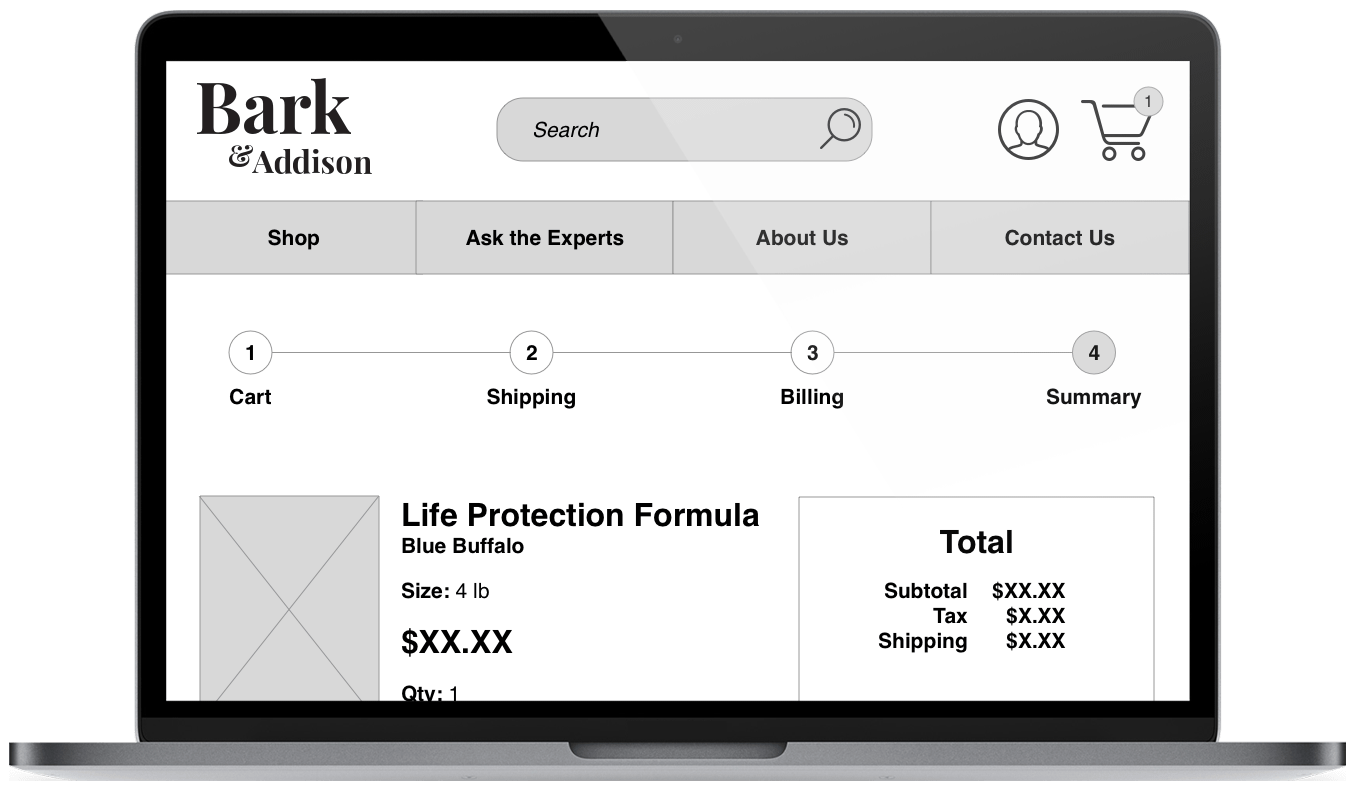 Bark
&Addison
Search
1
Shop
Ask the Experts
About Us
Contact Us
1
2
3
4
Cart
Shipping
Billing
Summary
Life Protection Formula
Blue Buffalo
Size: 4 lb
$XX.XX
Qty: 1
Total
Subtotal $XX.XX
Tax $X.XX
Shipping $X.XX